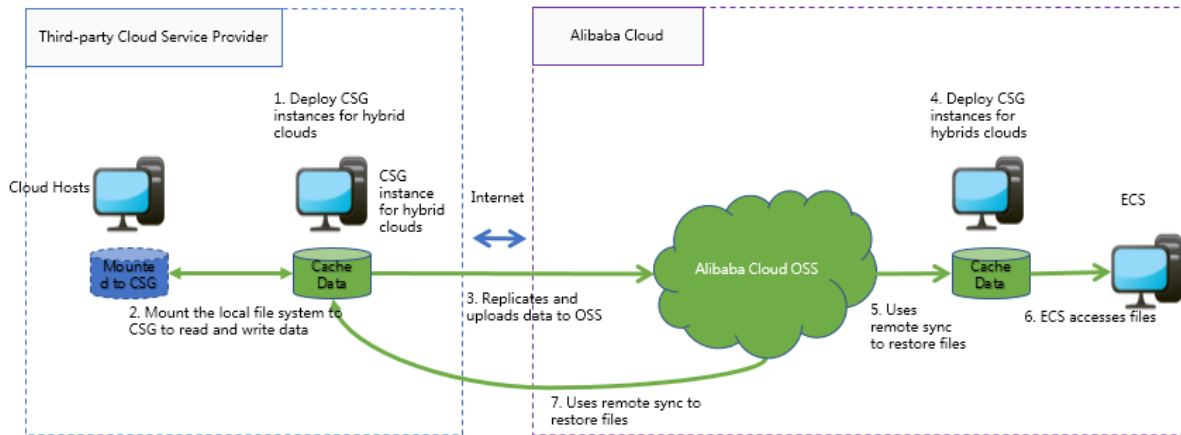 Third-party Cloud Service Provider
Alibaba Cloud
1. Deploy CSG
instances for hybrid
clouds
4. Deploy CSG
instances for
hybrids clouds
Cloud Hosts
CSG
instance
for hybrid
clouds
Internet
ECS
Mounte
d to CSG
Cache
Data
Alibaba Cloud OSS
Cache
Data
2. Mount the local file system to
CSG to read and write data
3. Replicates and
uploads data to OSS
5. Uses
remote sync
to restore files
6. ECS accesses files
7. Uses remote sync to
restore files